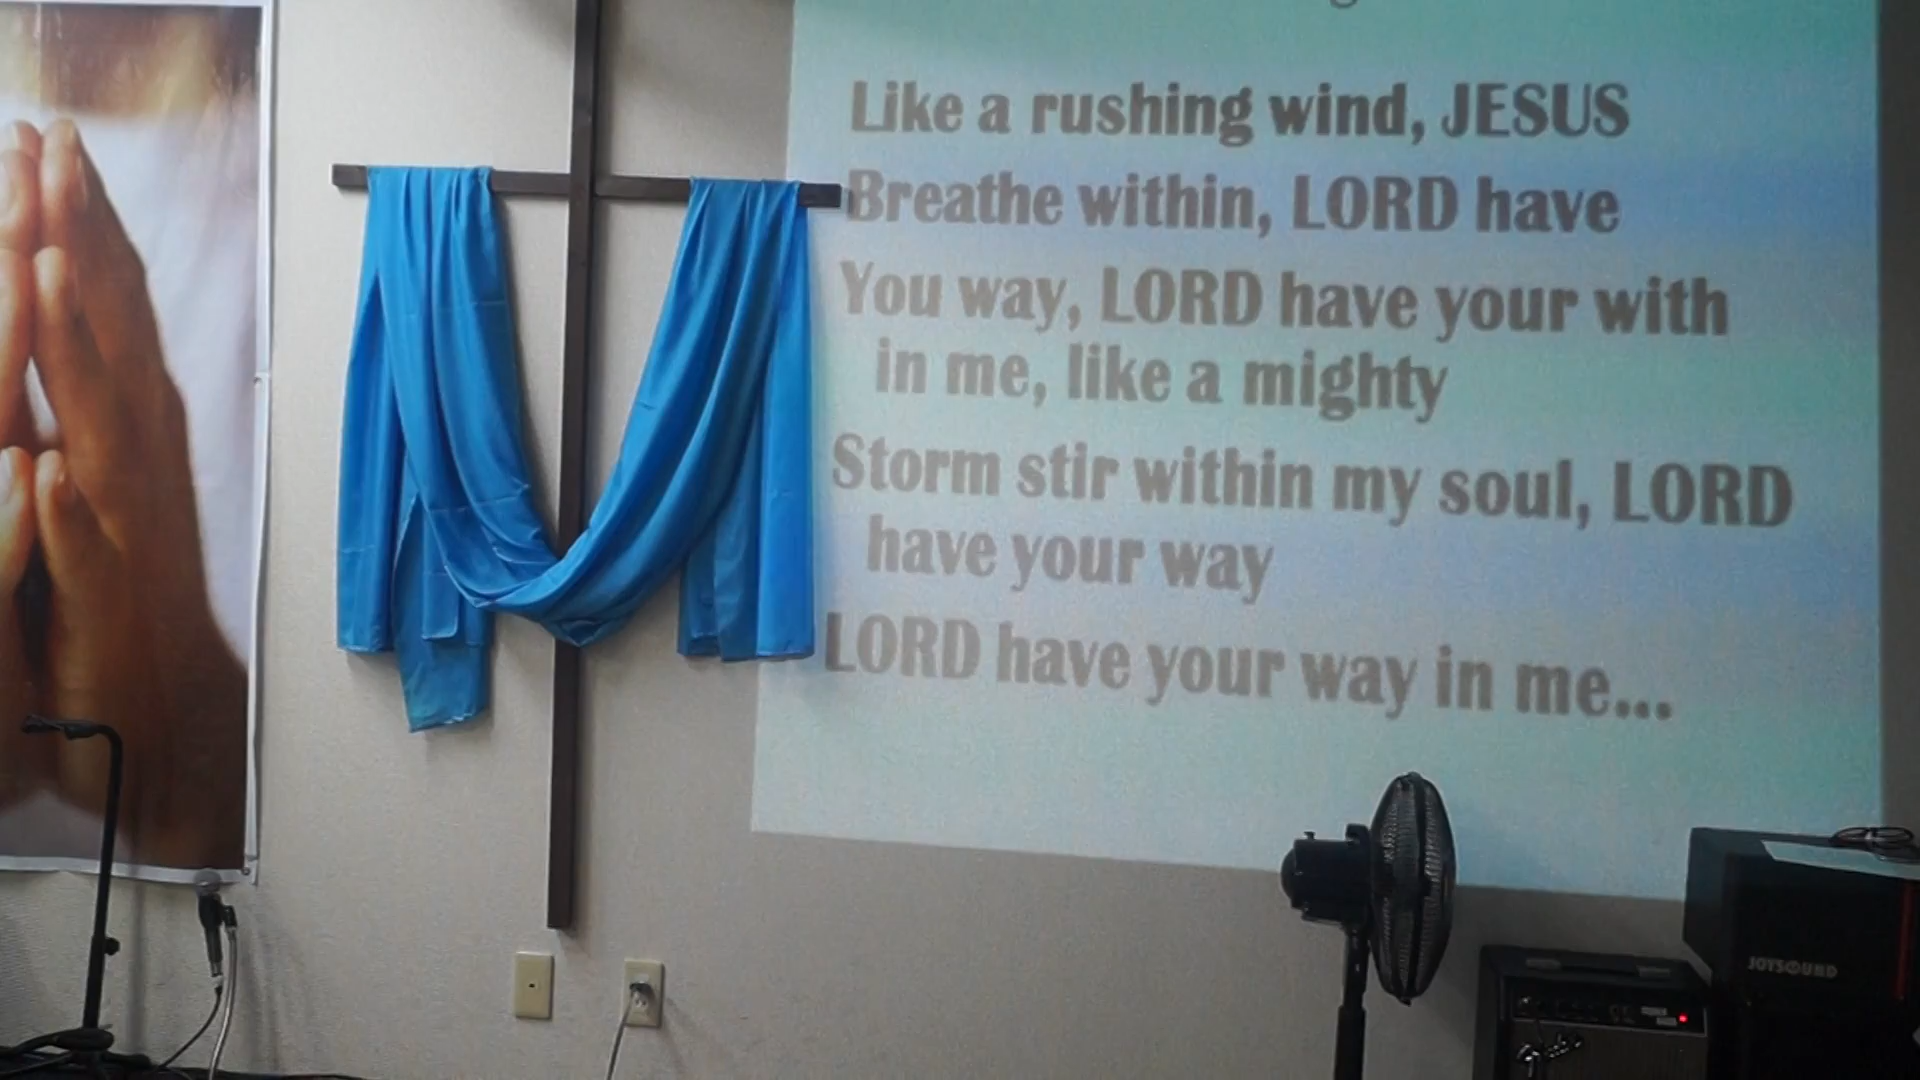 Like a rushing wind, JESUS
Breathe within, LORD have
You way, LORD have your with
in me, like a mighty
Storm stir within my soul, LORD
have your way
LORD have your way in me...
JOYSOUND